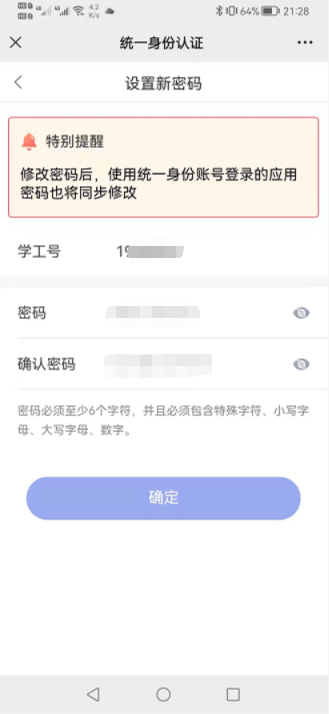 4.2
K/s
64%
21:28
统一身份认证
设置新密码
特别提醒
修改密码后，使用统一身份账号登录的应用
密码也将同步修改
学工号
19
密码
确认密码
密码必须至少6个字符，并且必须包含特殊字符、小写字
母、大写字母、数字。
确定